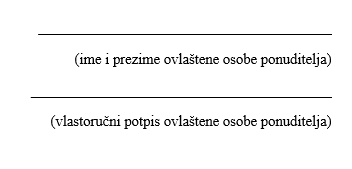 (ime i prezime ovlaštene osobe ponuditelja)
(vlastoručni potpis ovlaštene osobe ponuditelja)